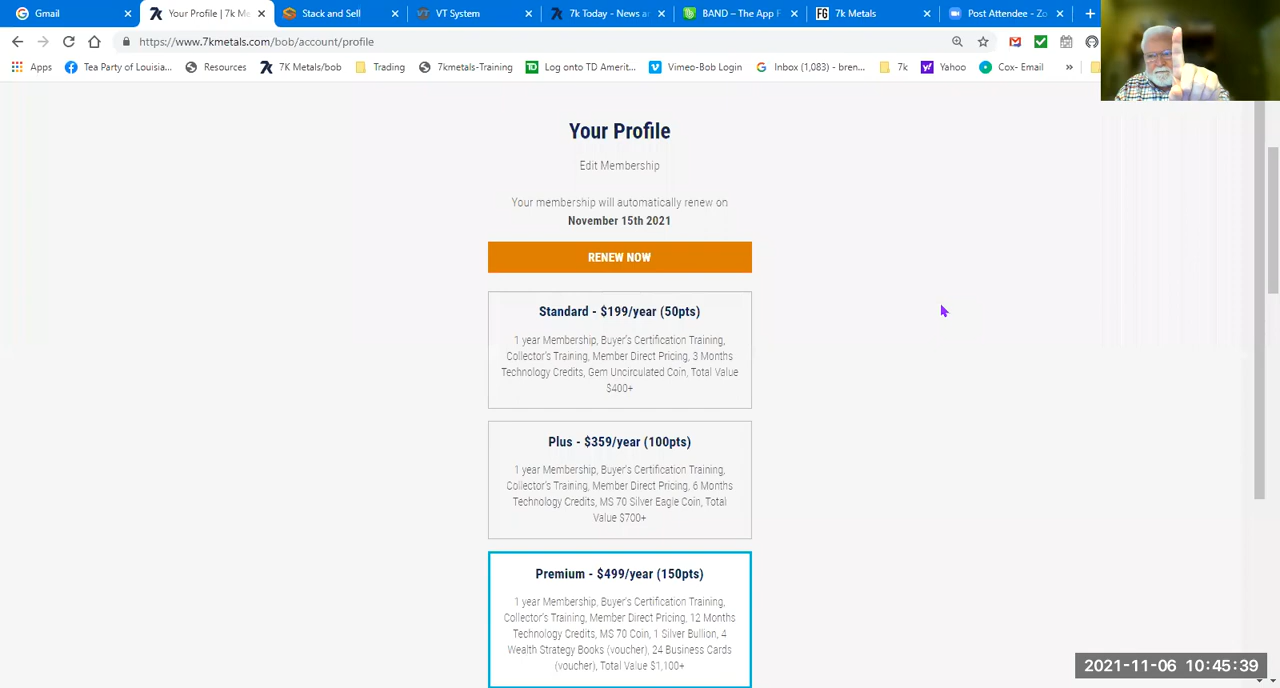 Gmail
Your Profile | 7k Me
Stack and Sell
VT System
7k Today - News a
BAND – The App F
FG 7k Metals
Post Attendee - Zo
https://www.7kmetals.com/bob/account/profile
Apps
Tea Party of Louisia...
Resources
7K Metals/bob
Trading
7kmetals-Training
TD Log onto TD Amerit...
Vimeo-Bob Login
Inbox (1,083) - bren...
7k
Yahoo
Cox- Email
»
Your Profile
Edit Membership
Your membership will automatically renew on
November 15th 2021
RENEW NOW
Standard - $199/year (50pts)
1 year Membership, Buyer's Certification Training,
Collector's Training, Member Direct Pricing, 3 Months
Technology Credits, Gem Uncirculated Coin, Total Value
$400+
Plus - $359/year (100pts)
1 year Membership, Buyer's Certification Training,
Collector's Training, Member Direct Pricing, 6 Months
Technology Credits, MS 70 Silver Eagle Coin, Total
Value $700+
Premium - $499/year (150pts)
1 year Membership, Buyer's Certification Training,
Collector's Training, Member Direct Pricing, 12 Months
Technology Credits, MS 70 Coin, 1 Silver Bullion, 4
Wealth Strategy Books (voucher), 24 Business Cards
(voucher), Total Value $1,100+
2021-11-06 10:45:39